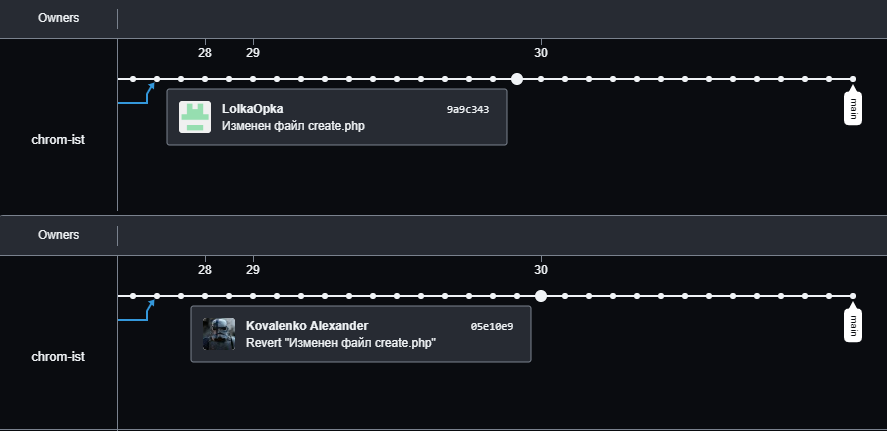 Owners
28 29 30
LolkaOpka 9a9c343
Изменен файл create.php
main
chrom-ist
Owners
28 29 30
Kovalenko Alexander 05e10e9
Revert "Изменен файл create.php"
main
chrom-ist